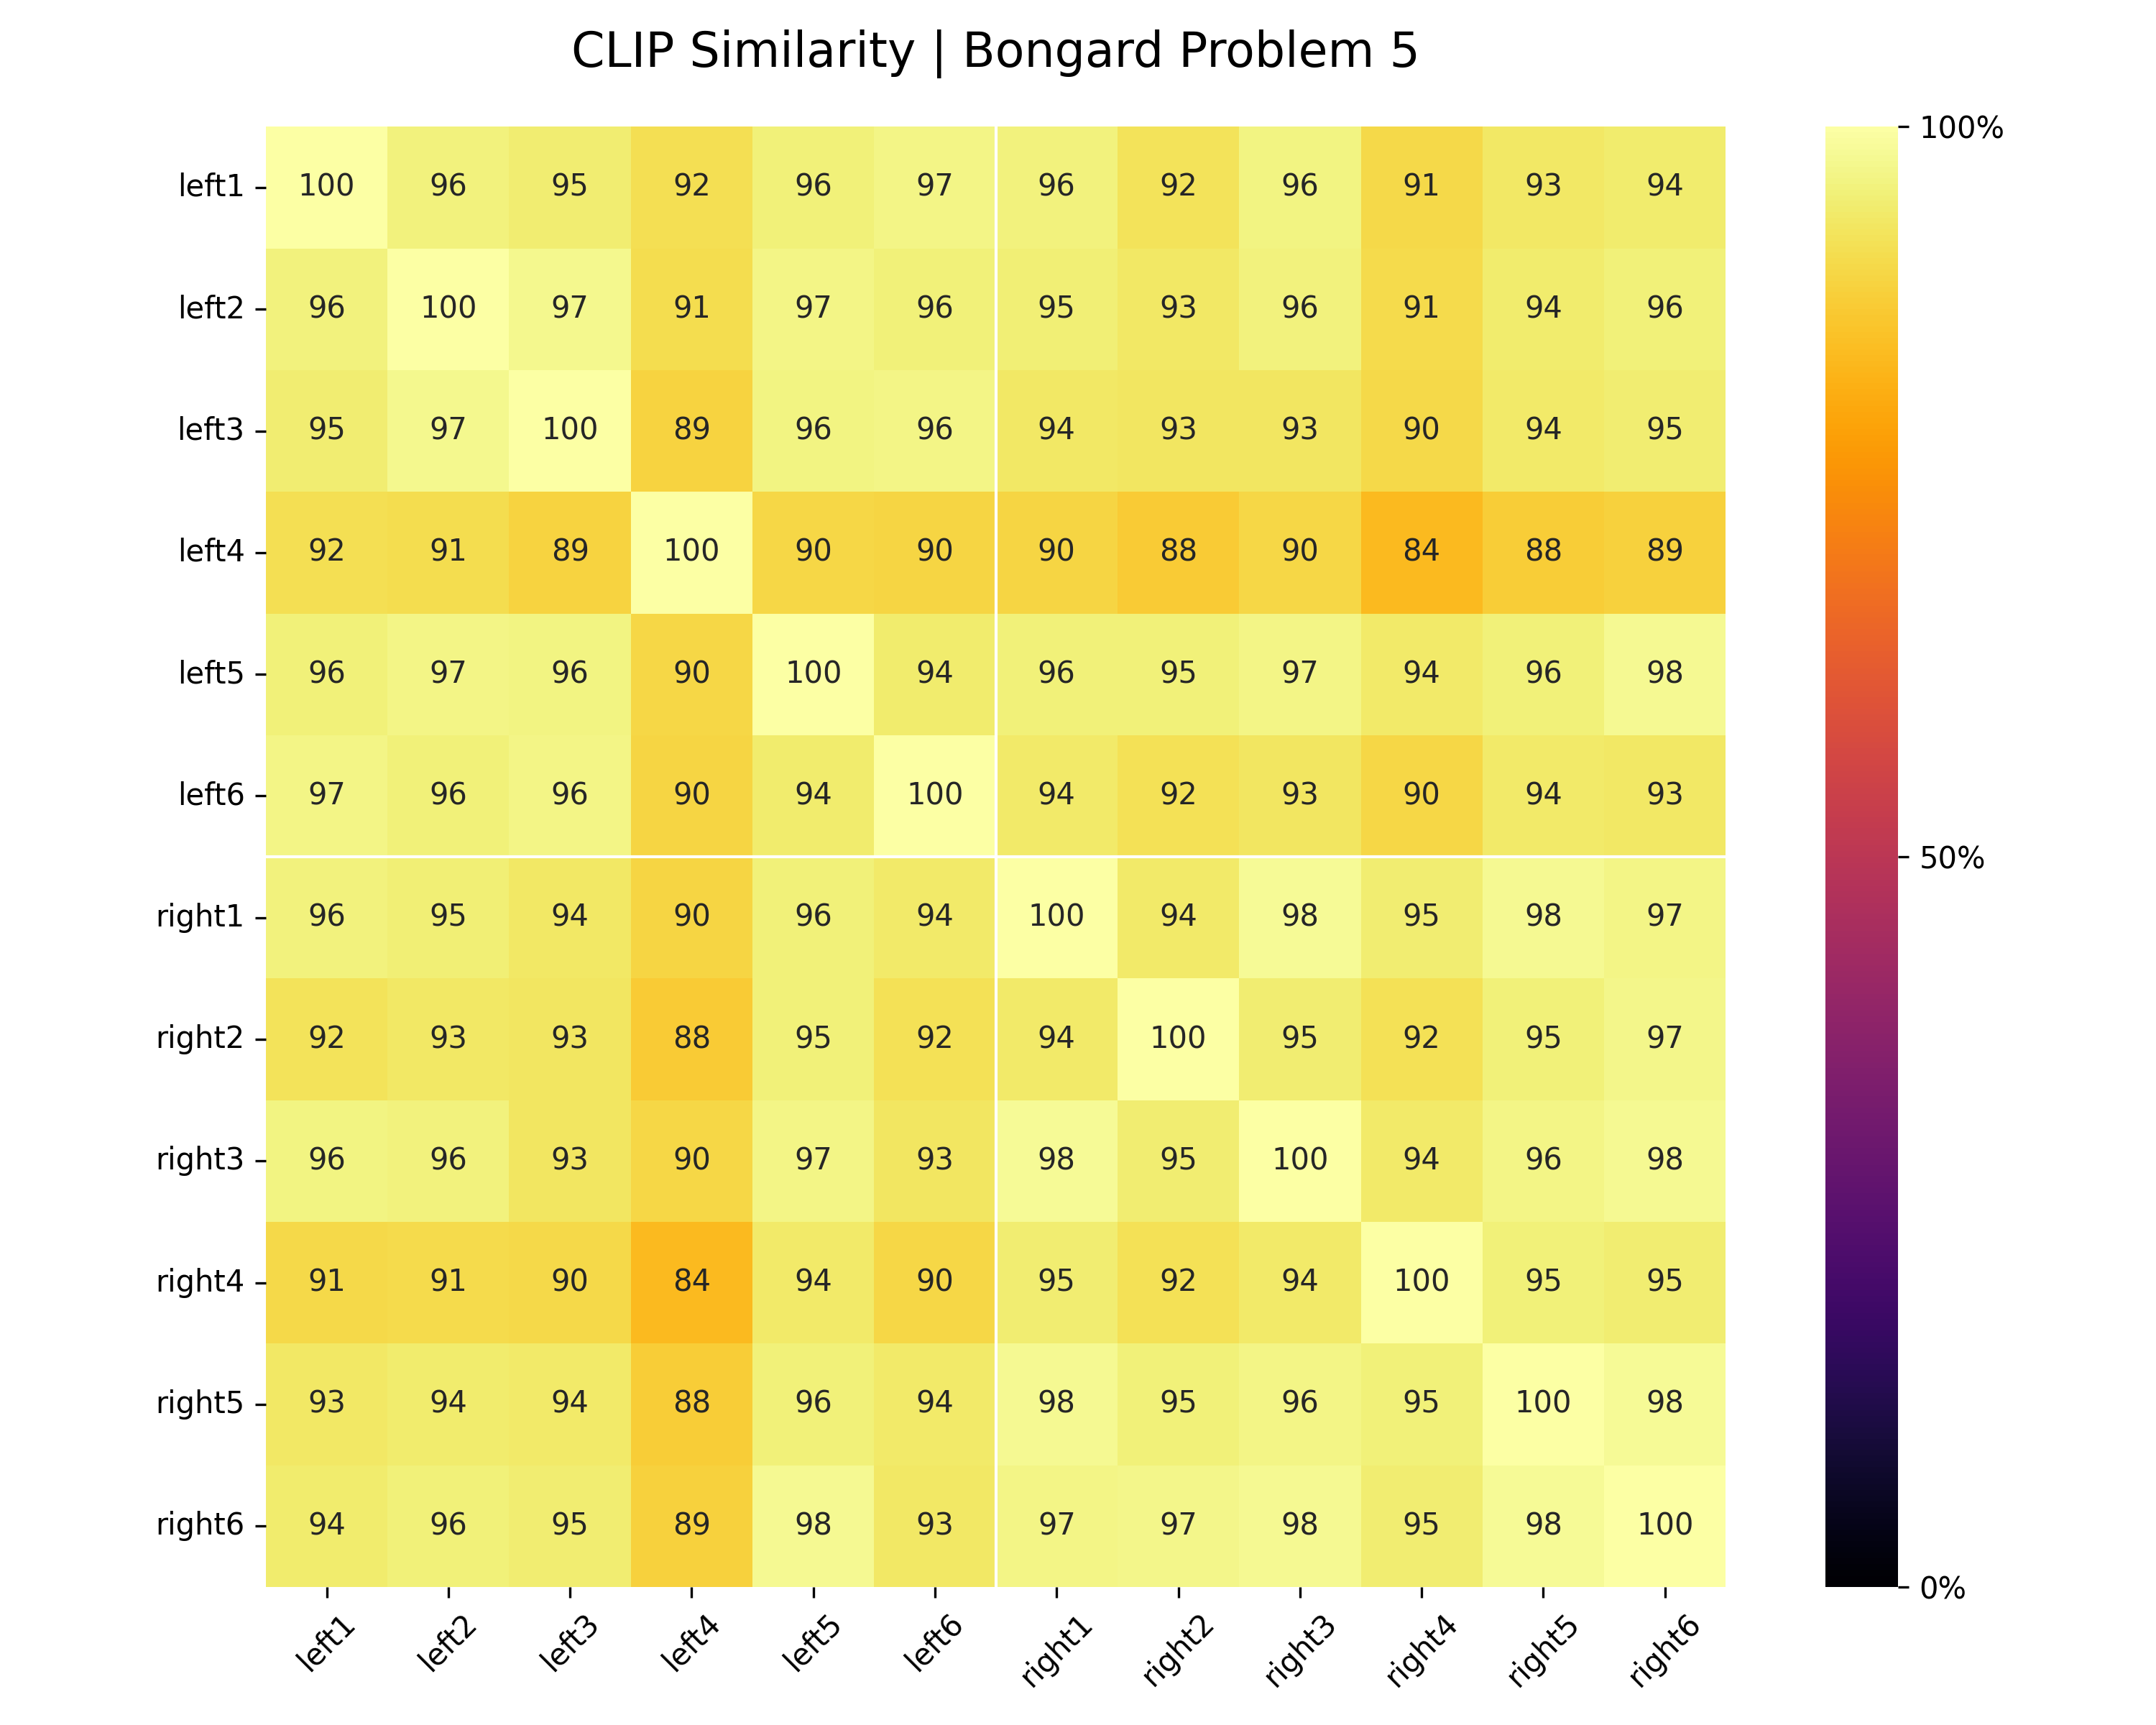 CLIP Similarity | Bongard Problem 5
left1 100 96 95 92 96 97 96 92 96 91 93 94
left2 96 100 97 91 97 96 95 93 96 91 94 96
left3 95 97 100 89 96 96 94 93 93 90 94 95
left4 92 91 89 100 90 90 90 88 90 84 88 89
left5 96 97 96 90 100 94 96 95 97 94 96 98
left6 97 96 96 90 94 100 94 92 93 90 94 93
right1 96 95 94 90 96 94 100 94 98 95 98 97
right2 92 93 93 88 95 92 94 100 95 92 95 97
right3 96 96 93 90 97 93 98 95 100 94 96 98
right4 91 91 90 84 94 90 95 92 94 100 95 95
right5 93 94 94 88 96 94 98 95 96 95 100 98
right6 94 96 95 89 98 93 97 97 98 95 98 100
left1 left2 left3 left4 left5 left6 right1 right2 right3 right4 right5 right6
100%
50%
0%